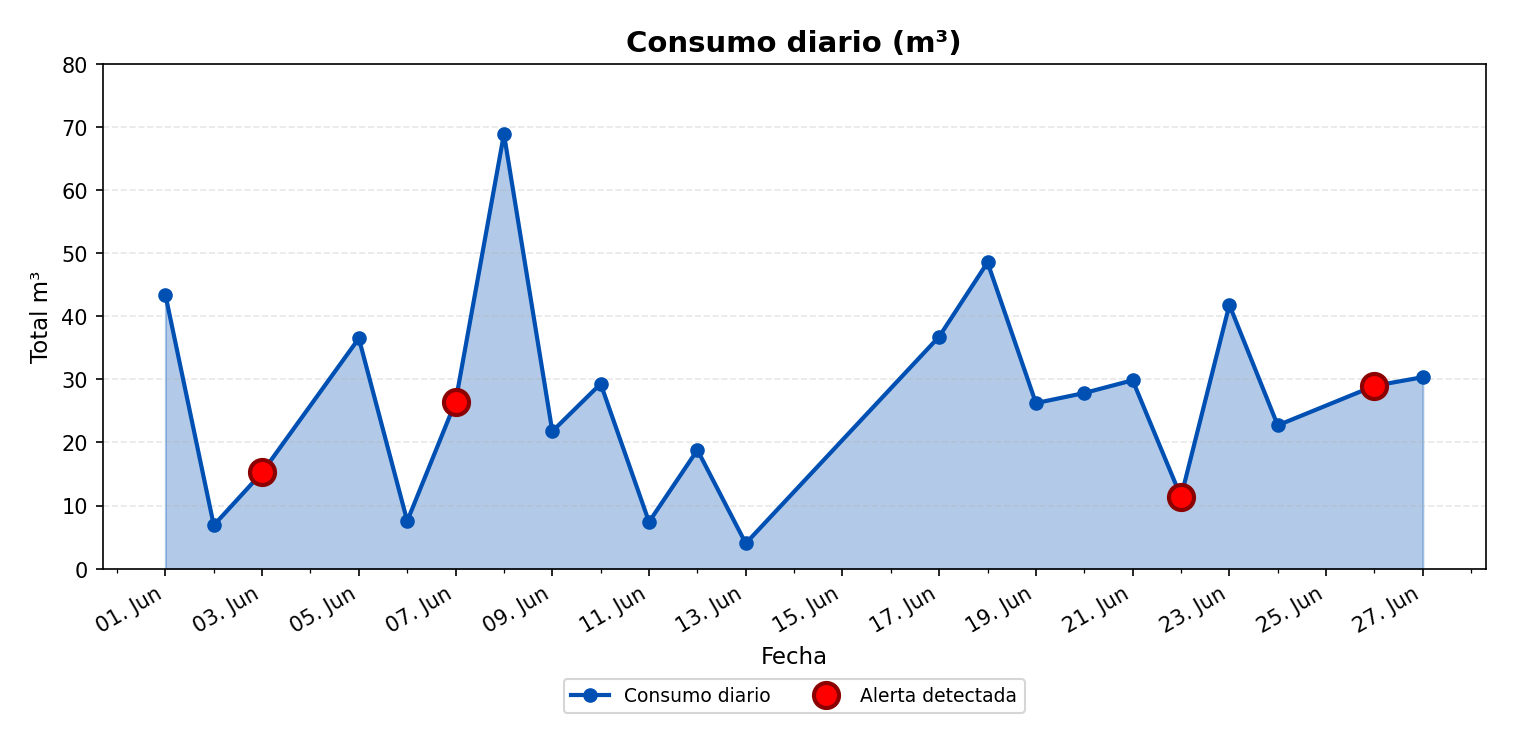 Consumo diario (m³)
80
70
60
50
40
30
20
10
0
Total m³
01. Jun 03. Jun 05. Jun 07. Jun 09. Jun 11. Jun 13. Jun 15. Jun 17. Jun 19. Jun 21. Jun 23. Jun 25. Jun 27. Jun
Fecha
Consumo diario Alerta detectada